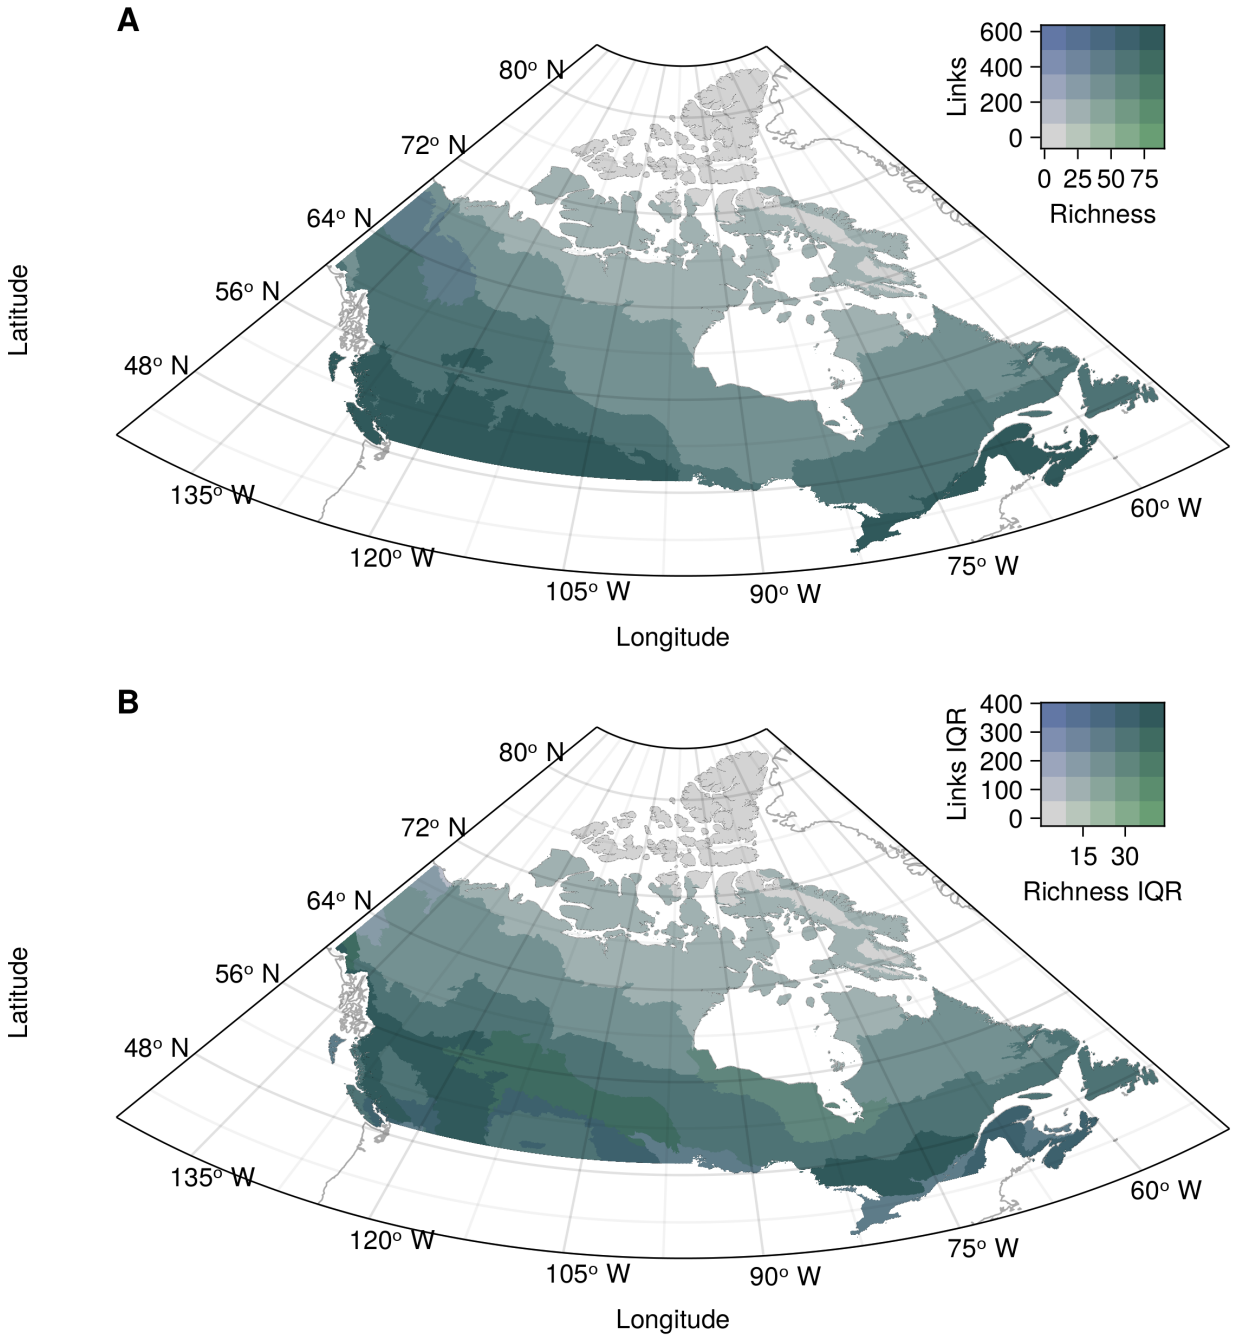 A
80° N
72° N
64° N
56° N
48° N
Latitude
135° W
120° W
105° W
90° W
75° W
60° W
Longitude
Links
600
400
200
0
0 25 50 75
Richness
B
80° N
72° N
64° N
56° N
48° N
Latitude
135° W
120° W
105° W
90° W
75° W
60° W
Longitude
Links IQR
400
300
200
100
0
15 30
Richness IQR